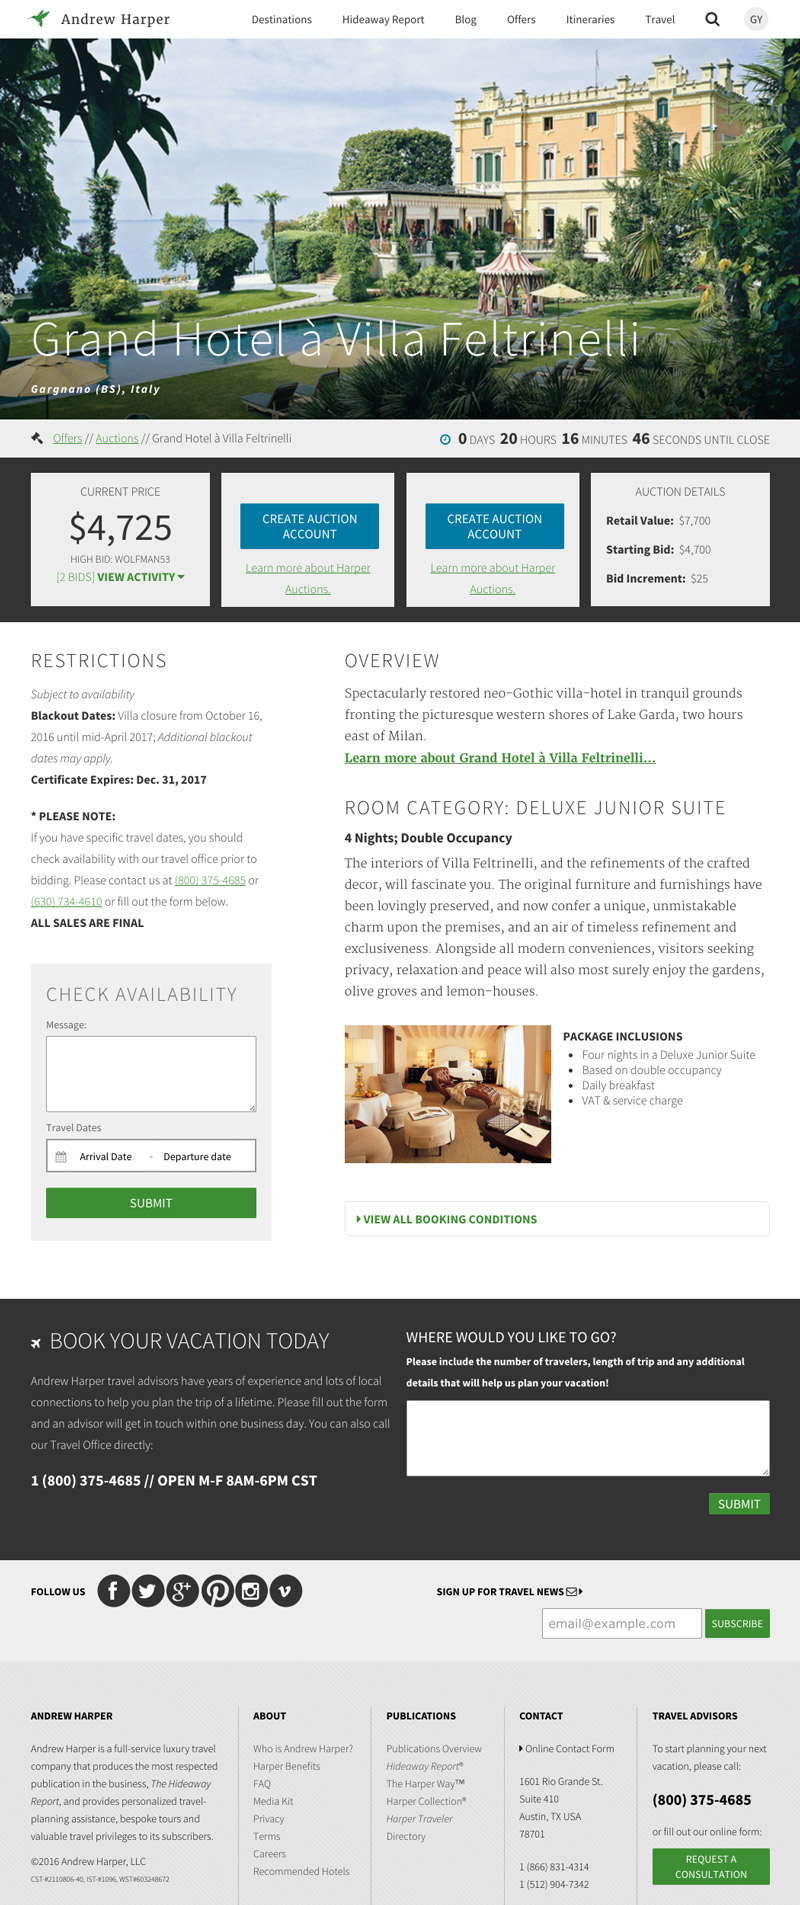 Andrew Harper
Destinations
Hideaway Report
Blog
Offers
Itineraries
Travel
GY
Grand Hotel à Villa Feltrinelli
Gargnano (BS), Italy
Offers // Auctions // Grand Hotel à Villa Feltrinelli
0 DAYS 20 HOURS 16 MINUTES 46 SECONDS UNTIL CLOSE
CURRENT PRICE
$4,725
HIGH BID: WOLFMAN53
[2 BIDS] VIEW ACTIVITY
CREATE AUCTION
ACCOUNT
Learn more about Harper
Auctions.
CREATE AUCTION
ACCOUNT
Learn more about Harper
Auctions.
AUCTION DETAILS
Retail Value: $7,700
Starting Bid: $4,700
Bid Increment: $25
RESTRICTIONS
Subject to availability
Blackout Dates: Villa closure from October 16,
2016 until mid-April 2017; Additional blackout
dates may apply.
Certificate Expires: Dec. 31, 2017
* PLEASE NOTE:
If you have specific travel dates, you should
check availability with our travel office prior to
bidding. Please contact us at (800) 375-4685 or
(630) 734-4610 or fill out the form below.
ALL SALES ARE FINAL
CHECK AVAILABILITY
Message:
Travel Dates
Arrival Date - Departure date
SUBMIT
OVERVIEW
Spectacularly restored neo-Gothic villa-hotel in tranquil grounds
fronting the picturesque western shores of Lake Garda, two hours
east of Milan.
Learn more about Grand Hotel à Villa Feltrinelli...
ROOM CATEGORY: DELUXE JUNIOR SUITE
4 Nights; Double Occupancy
The interiors of Villa Feltrinelli, and the refinements of the crafted
decor, will fascinate you. The original furniture and furnishings have
been lovingly preserved, and now confer a unique, unmistakable
charm upon the premises, and an air of timeless refinement and
exclusiveness. Alongside all modern conveniences, visitors seeking
privacy, relaxation and peace will also most surely enjoy the gardens,
olive groves and lemon-houses.
PACKAGE INCLUSIONS
• Four nights in a Deluxe Junior Suite
• Based on double occupancy
• Daily breakfast
• VAT & service charge
VIEW ALL BOOKING CONDITIONS
BOOK YOUR VACATION TODAY
Andrew Harper travel advisors have years of experience and lots of local
connections to help you plan the trip of a lifetime. Please fill out the form
and an advisor will get in touch within one business day. You can also call
our Travel Office directly:
1 (800) 375-4685 // OPEN M-F 8AM-6PM CST
WHERE WOULD YOU LIKE TO GO?
Please include the number of travelers, length of trip and any additional
details that will help us plan your vacation!
SUBMIT
FOLLOW US
SIGN UP FOR TRAVEL NEWS
email@example.com
SUBSCRIBE
ANDREW HARPER
Andrew Harper is a full-service luxury travel
company that produces the most respected
publication in the business, The Hideaway
Report, and provides personalized travel-
planning assistance, bespoke tours and
valuable travel privileges to its subscribers.
©2016 Andrew Harper, LLC
CST-#2110806-40, IST-#1096, WST#603248672
ABOUT
Who is Andrew Harper?
Harper Benefits
FAQ
Media Kit
Privacy
Terms
Careers
Recommended Hotels
PUBLICATIONS
Publications Overview
Hideaway Report®
The Harper Way™
Harper Collection®
Harper Traveler
Directory
CONTACT
Online Contact Form
1601 Rio Grande St.
Suite 410
Austin, TX USA
78701
1 (866) 831-4314
1 (512) 904-7342
TRAVEL ADVISORS
To start planning your next
vacation, please call:
(800) 375-4685
or fill out our online form:
REQUEST A
CONSULTATION